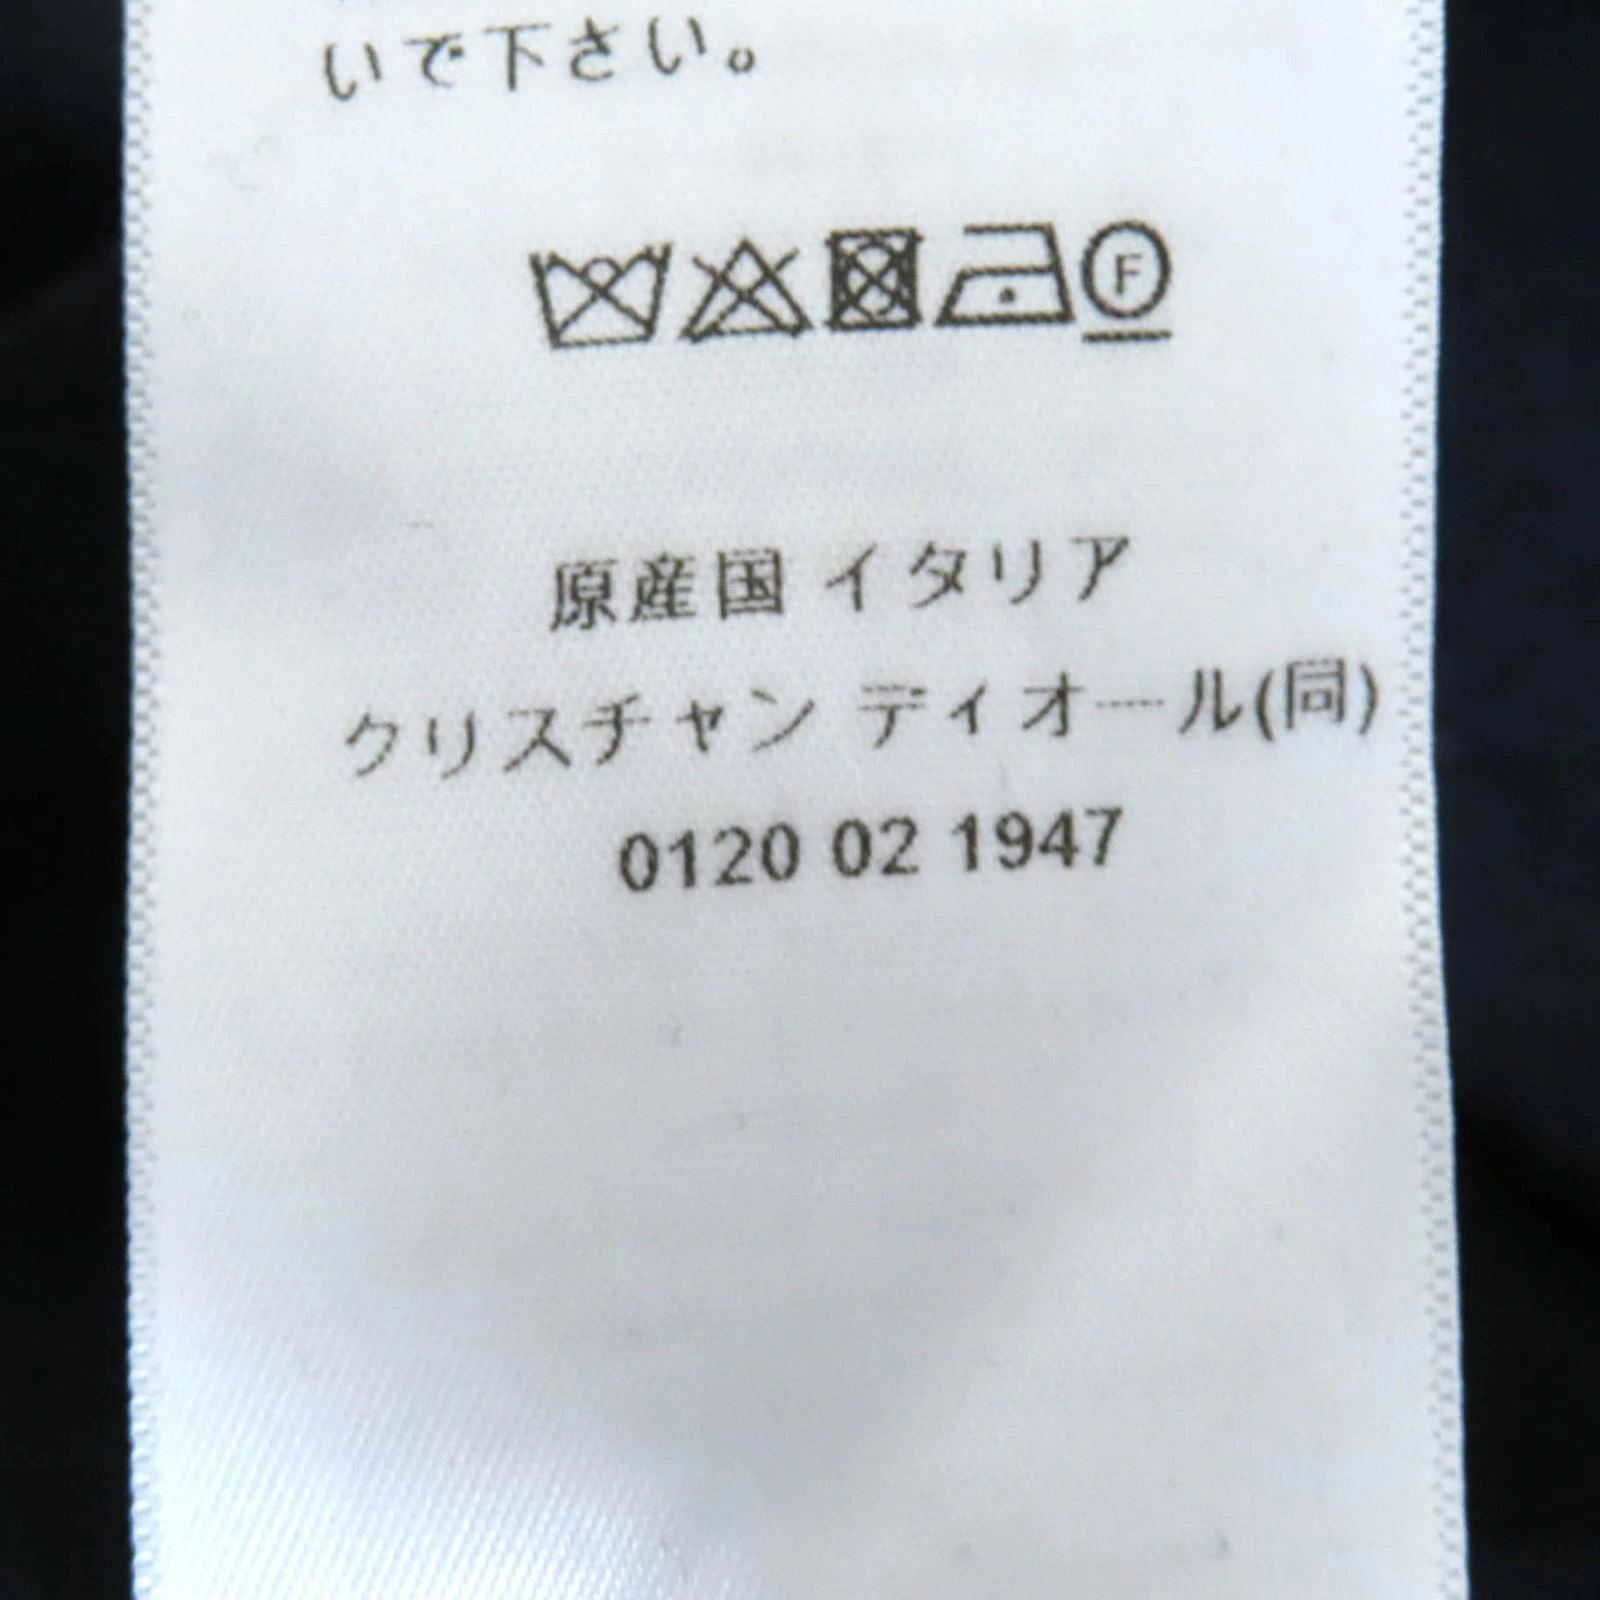 いで下さい。
F
原産国 イタリア
クリスチャン ディオール(同)
0120 02 1947